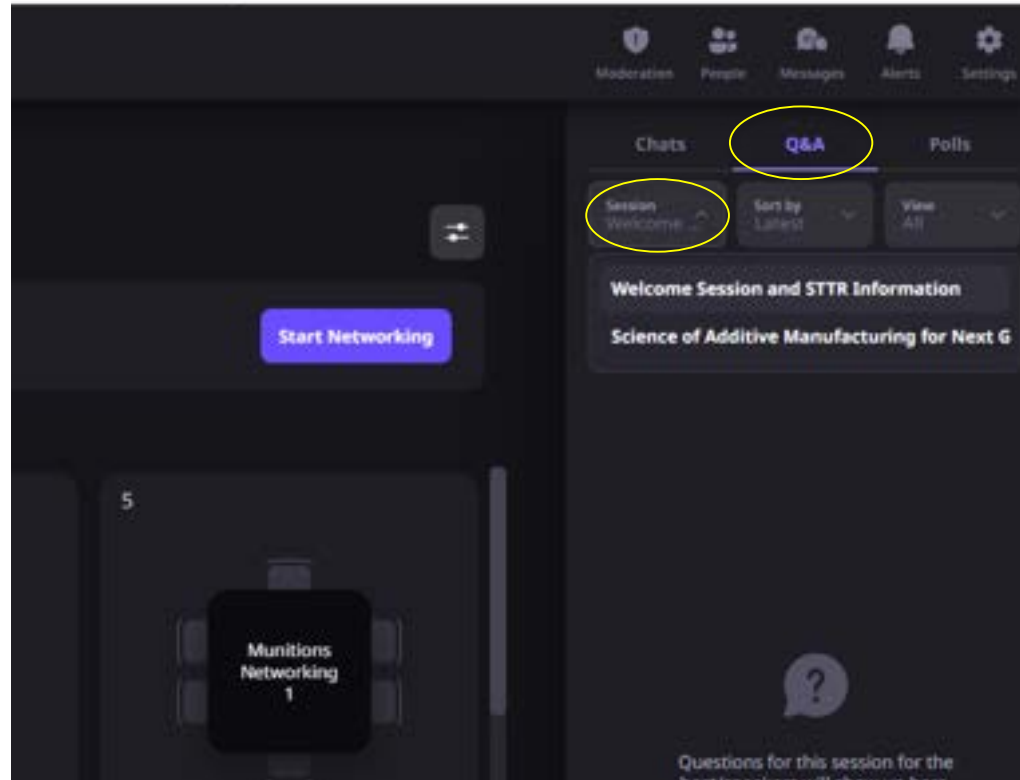 Moderation People Messages Alerts Settings
Chats Q&A Polls
Session Sort by View
Welcome ... Latest All
Welcome Session and STTR Information
Science of Additive Manufacturing for Next G
Start Networking
5
Munitions
Networking
1
Questions for this session for the